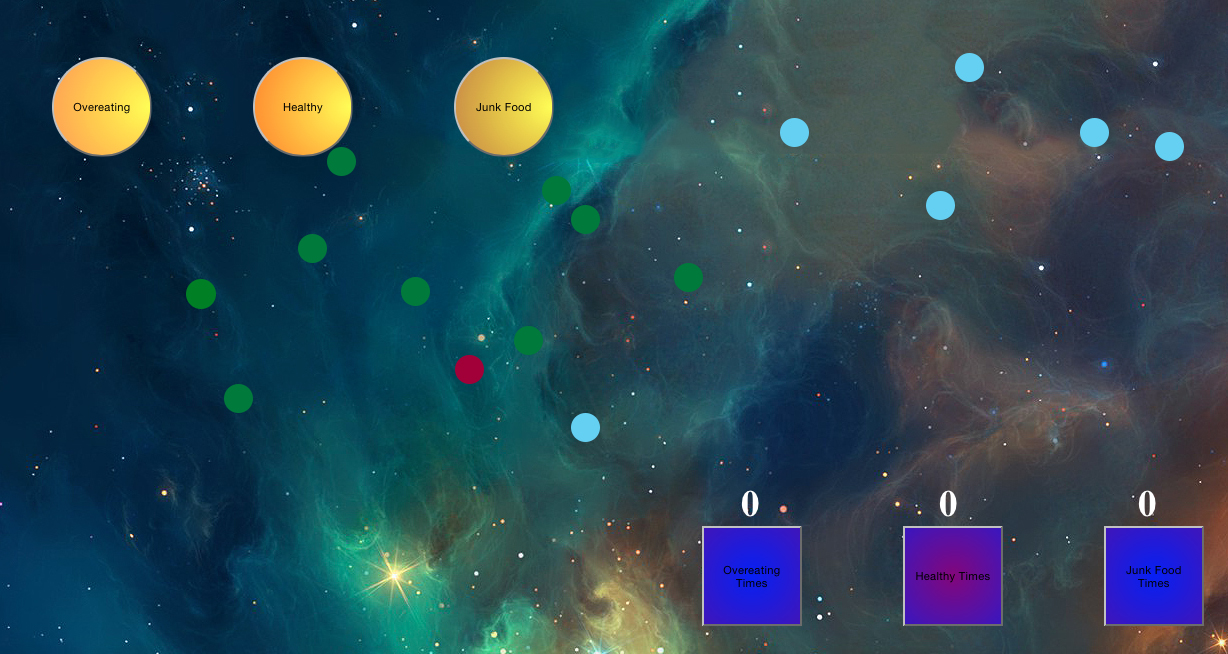 Overeating
Healthy
Junk Food
0
0
0
Overeating
Times
Healthy Times
Junk Food
Times